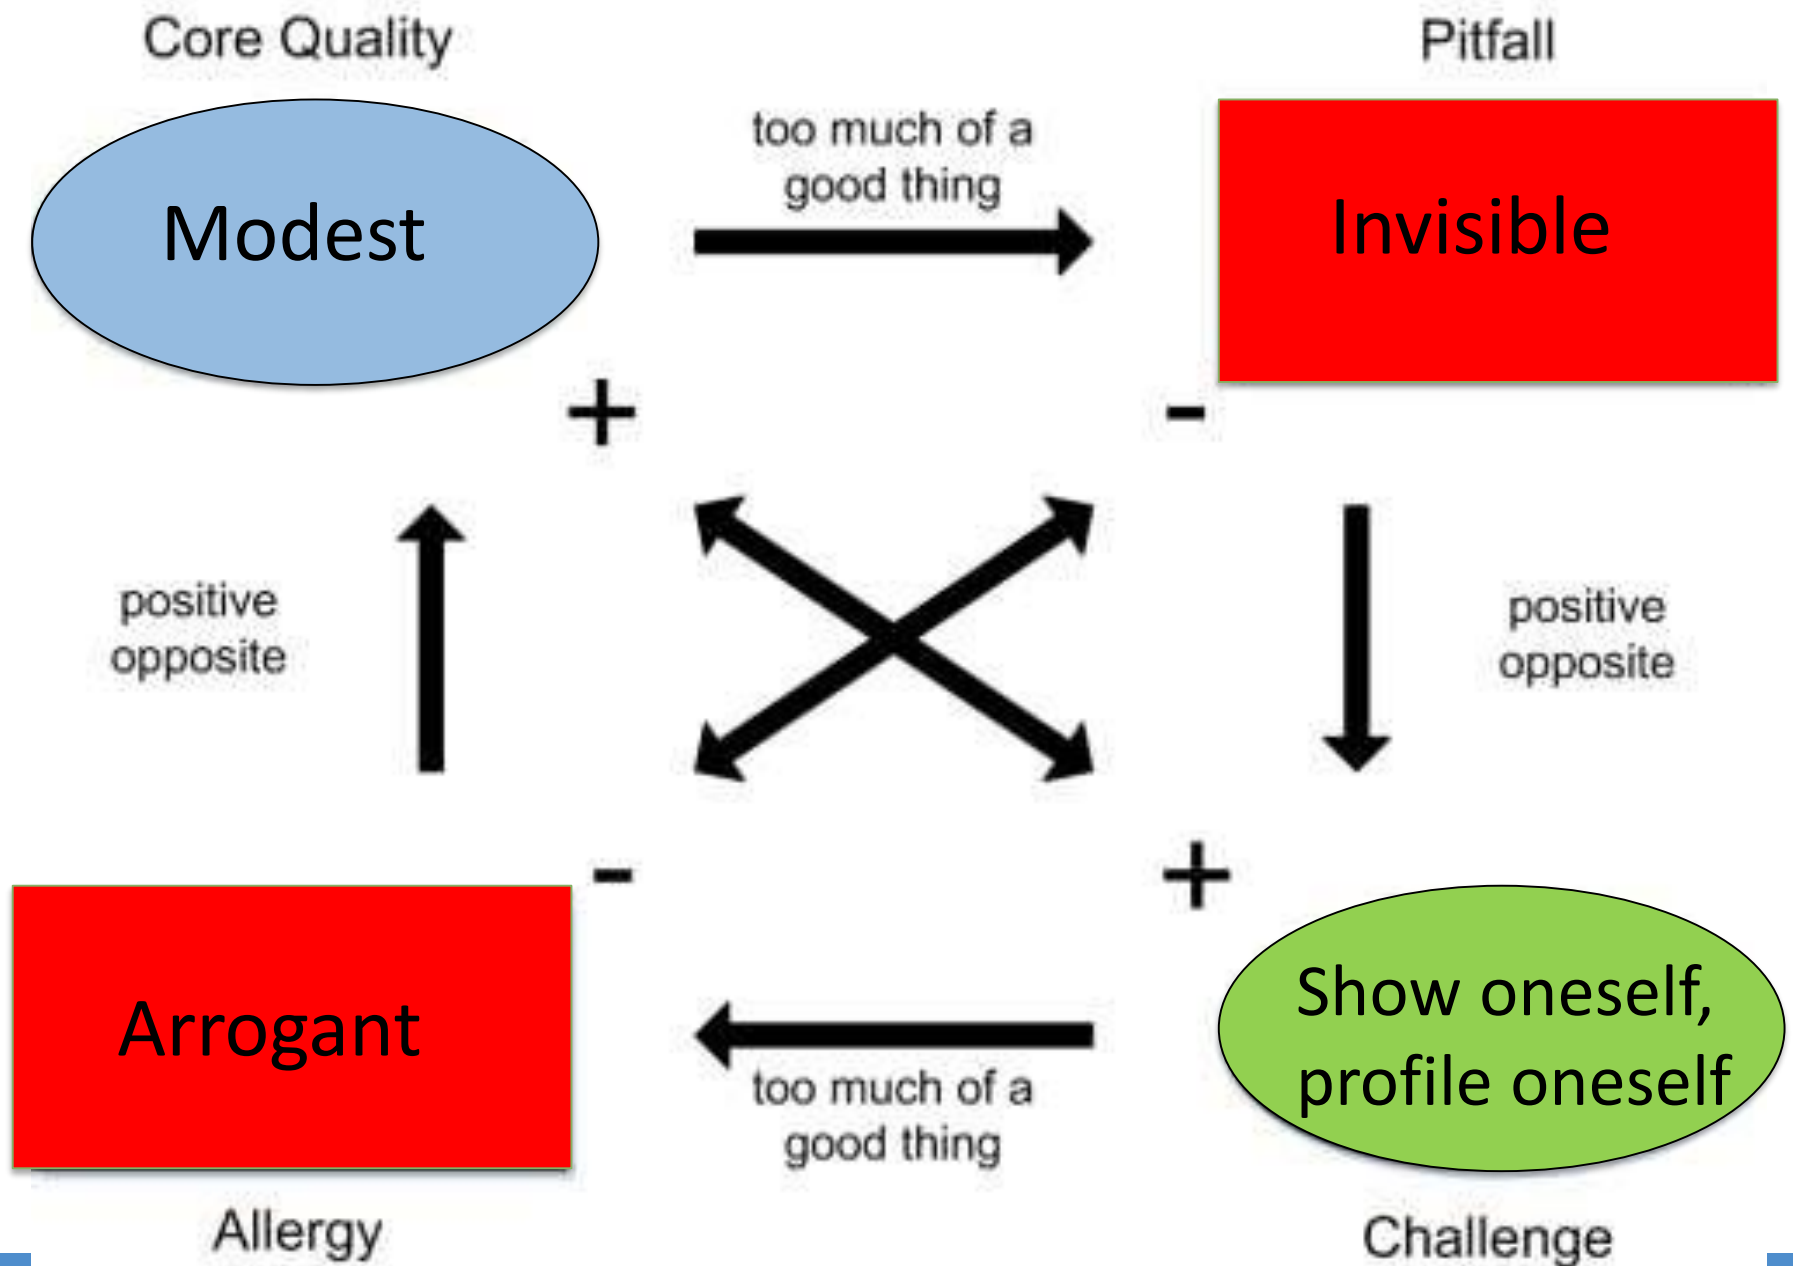 Core Quality
Pitfall
Modest
too much of a
good thing
Invisible
+
-
positive
opposite
positive
opposite
-
+
Arrogant
too much of a
good thing
Show oneself,
profile oneself
Allergy
Challenge